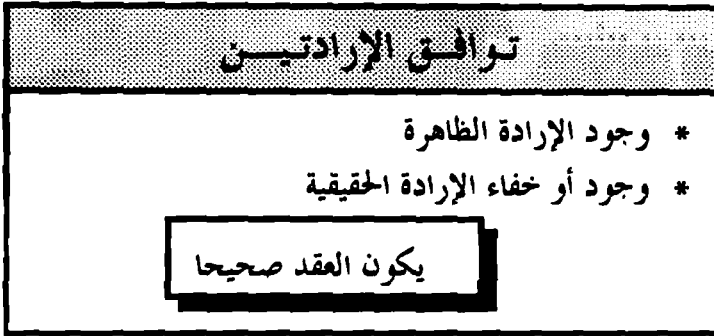 توافق الإرادتين
* وجود الإرادة الظاهرة
* وجود أو خفاء الإرادة الحقيقية
يكون العقد صحيحا